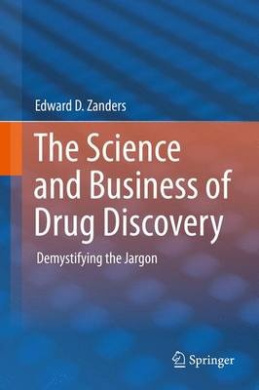 Edward D. Zanders
The Science
and Business of
Drug Discovery
Demystifying the Jargon
Springer